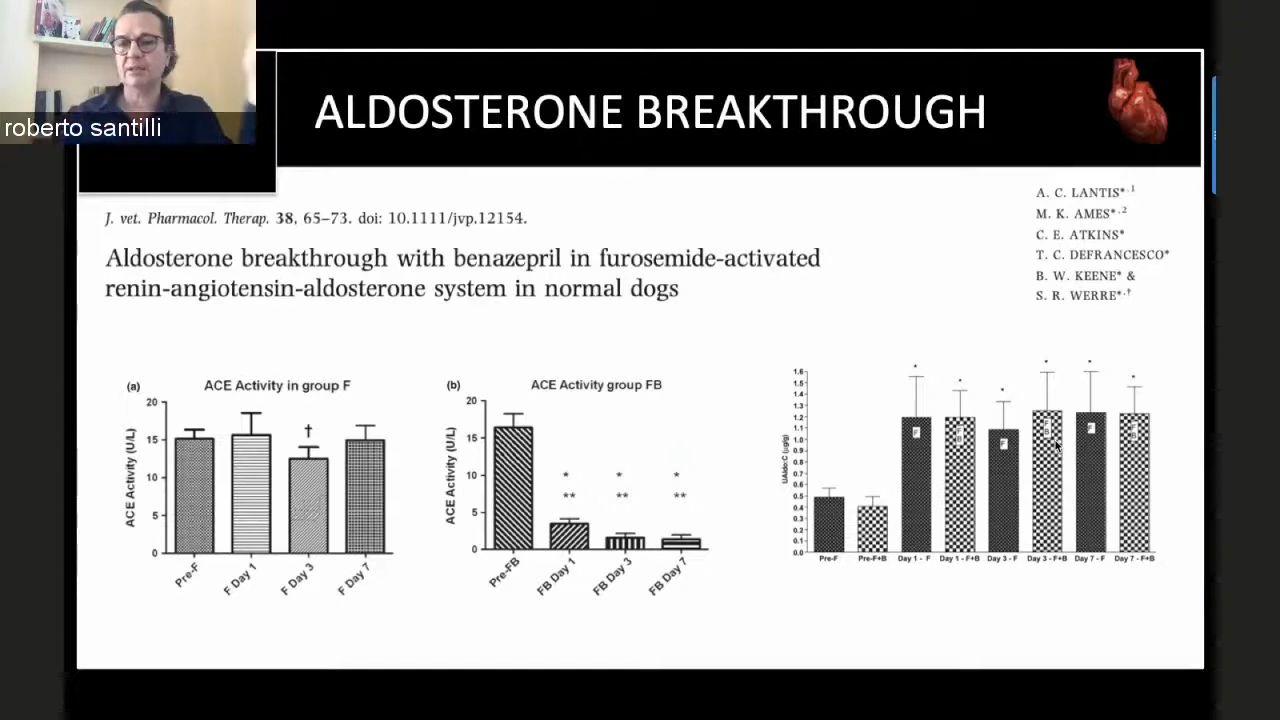 roberto santilli
ALDOSTERONE BREAKTHROUGH
J. vet. Pharmacol. Therap. 38, 65–73. doi: 10.1111/jvp.12154.
Aldosterone breakthrough with benazepril in furosemide-activated
renin-angiotensin-aldosterone system in normal dogs
A. C. LANTIS*,1
M. K. AMES*,2
C. E. ATKINS*
T. C. DEFRANCESCO*
B. W. KEENE* &
S. R. WERRE*,†
(a) ACE Activity in group F
ACE Activity (U/L)
20
15
10
5
0
†
Pre-F
F Day 1
F Day 3
F Day 7
(b) ACE Activity group FB
ACE Activity (U/L)
20
15
10
5
0
* * *
** ** **
Pre-FB
FB Day 1
FB Day 3
FB Day 7
1.6
1.5
1.4
1.3
1.2
1.1
1.0
0.9
0.8
0.7
0.6
0.5
0.4
0.3
0.2
0.1
0.0
* * * * * *
F
F
F
Pre-F
Pre-F+B
Day 1 - F
Day 1 - F+B
Day 3 - F
Day 3 - F+B
Day 7 - F
Day 7 - F+B